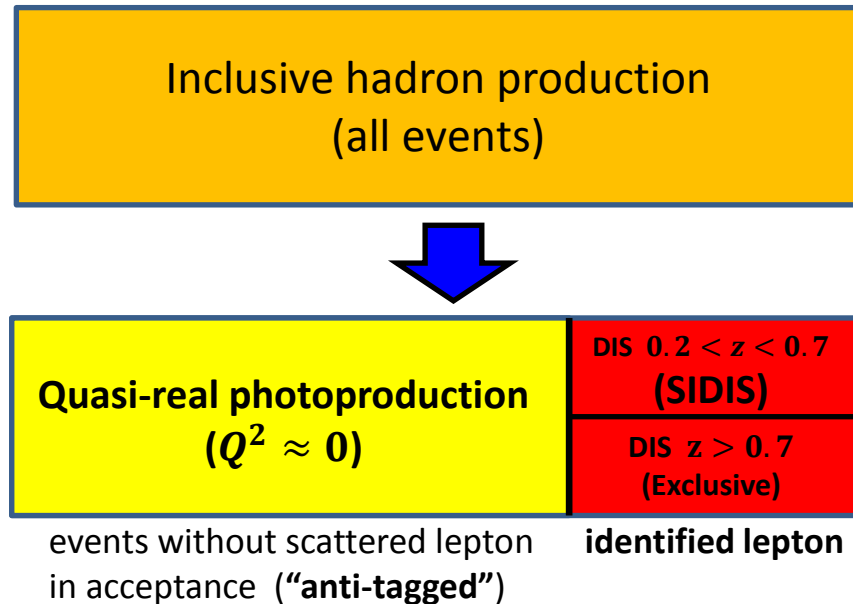 Inclusive hadron production
(all events)
Quasi-real photoproduction
(𝑸² ≈ 𝟎)
DIS 𝟎.𝟐 < 𝒛 < 𝟎.𝟕
(SIDIS)
DIS 𝐳 > 𝟎.𝟕
(Exclusive)
events without scattered lepton
in acceptance (“anti-tagged”)
identified lepton